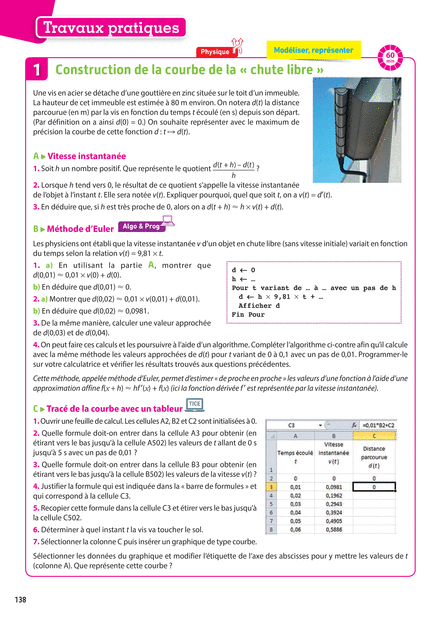 Travaux pratiques
Physique
Modéliser, représenter
60
min
1 Construction de la courbe de la « chute libre »
Une vis en acier se détache d'une gouttière en zinc située sur le toit d'un immeuble.
La hauteur de cet immeuble est estimée à 80 m environ. On notera d(t) la distance
parcourue (en m) par la vis en fonction du temps t écoulé (en s) depuis son départ.
(Par définition on a ainsi d(0) = 0.) On souhaite représenter avec le maximum de
précision la courbe de cette fonction d : t ↦ d(t).
A ▸ Vitesse instantanée
1. Soit h un nombre positif. Que représente le quotient (d(t + h) – d(t))/h ?
2. Lorsque h tend vers 0, le résultat de ce quotient s'appelle la vitesse instantanée
de l'objet à l'instant t. Elle sera notée v(t). Expliquer pourquoi, quel que soit t, on a v(t) = d'(t).
3. En déduire que, si h est très proche de 0, alors on a d(t + h) ≈ h × v(t) + d(t).
B ▸ Méthode d'Euler Algo & Prog
Les physiciens ont établi que la vitesse instantanée v d'un objet en chute libre (sans vitesse initiale) variait en fonction
du temps selon la relation v(t) = 9,81 × t.
1. a) En utilisant la partie A, montrer que
d(0,01) ≈ 0,01 × v(0) + d(0).
b) En déduire que d(0,01) ≈ 0.
2. a) Montrer que d(0,02) ≈ 0,01 × v(0,01) + d(0,01).
b) En déduire que d(0,02) ≈ 0,0981.
3. De la même manière, calculer une valeur approchée
de d(0,03) et de d(0,04).
d ← 0
h ← …
Pour t variant de … à … avec un pas de h
d ← h × 9,81 × t + …
Afficher d
Fin Pour
4. On peut faire ces calculs et les poursuivre à l'aide d'un algorithme. Compléter l'algorithme ci-contre afin qu'il calcule
avec la même méthode les valeurs approchées de d(t) pour t variant de 0 à 0,1 avec un pas de 0,01. Programmer-le
sur votre calculatrice et vérifier les résultats trouvés aux questions précédentes.
Cette méthode, appelée méthode d'Euler, permet d'estimer « de proche en proche » les valeurs d'une fonction à l'aide d'une
approximation affine f(x + h) ≈ hf'(x) + f(x) (ici la fonction dérivée f' est représentée par la vitesse instantanée).
C ▸ Tracé de la courbe avec un tableur TICE
1. Ouvrir une feuille de calcul. Les cellules A2, B2 et C2 sont initialisées à 0.
2. Quelle formule doit-on entrer dans la cellule A3 pour obtenir (en
étirant vers le bas jusqu'à la cellule A502) les valeurs de t allant de 0 s
jusqu'à 5 s avec un pas de 0,01 ?
3. Quelle formule doit-on entrer dans la cellule B3 pour obtenir (en
étirant vers le bas jusqu'à la cellule B502) les valeurs de la vitesse v(t) ?
4. Justifier la formule qui est indiquée dans la « barre de formules » et
qui correspond à la cellule C3.
5. Recopier cette formule dans la cellule C3 et étirer vers le bas jusqu'à
la cellule C502.
6. Déterminer à quel instant t la vis va toucher le sol.
7. Sélectionner la colonne C puis insérer un graphique de type courbe.
C3 fx =0,01*B2+C2
A B C
1 Temps écoulé t Vitesse instantanée v(t) Distance parcourue d(t)
2 0 0 0
3 0,01 0,0981 0
4 0,02 0,1962
5 0,03 0,2943
6 0,04 0,3924
7 0,05 0,4905
8 0,06 0,5886
Sélectionner les données du graphique et modifier l'étiquette de l'axe des abscisses pour y mettre les valeurs de t
(colonne A). Que représente cette courbe ?
138